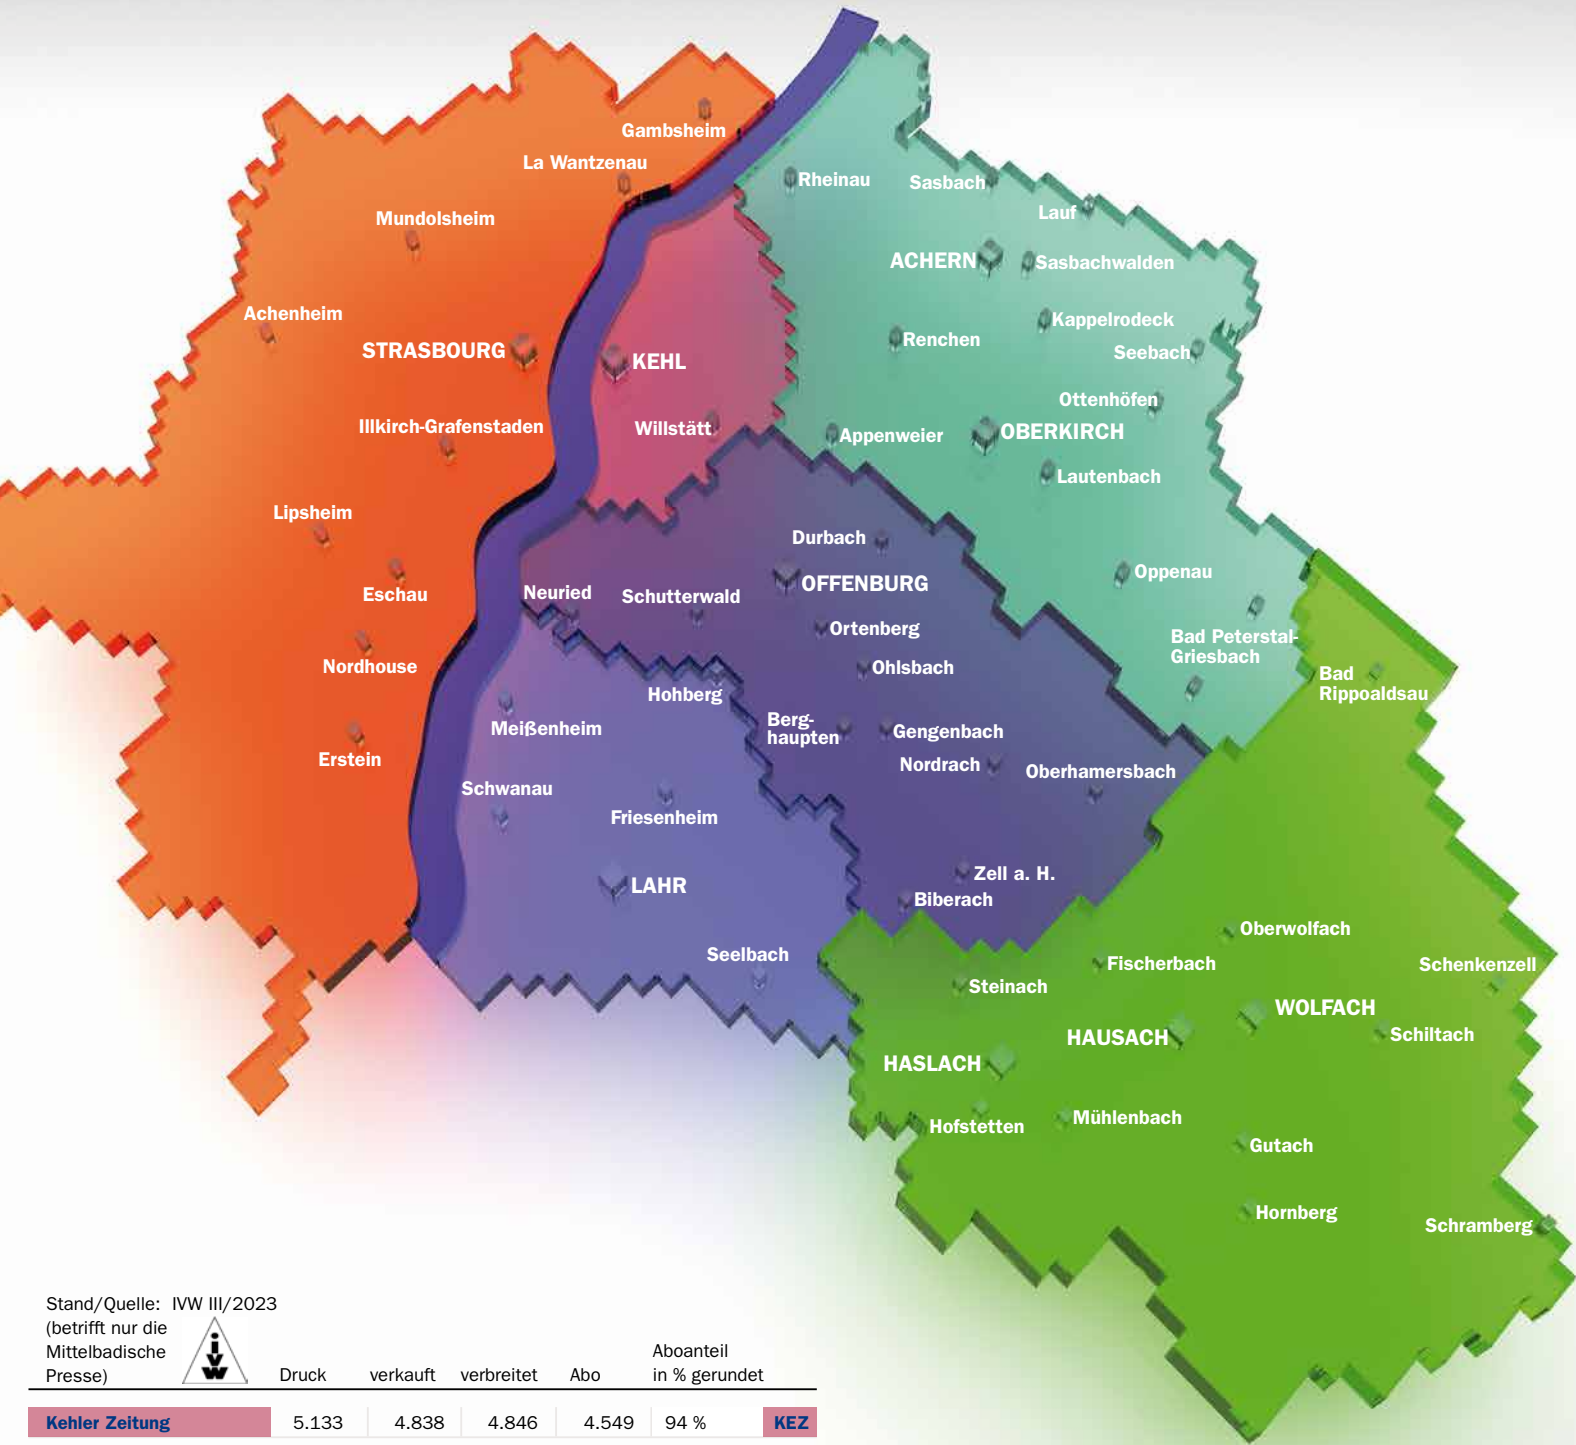 Gambsheim
La Wantzenau
Rheinau
Sasbach
Lauf
Mundolsheim
ACHERN
Sasbachwalden
Achenheim
Kappelrodeck
STRASBOURG
KEHL
Renchen
Seebach
Ottenhöfen
Illkirch-Grafenstaden
Willstätt
Appenweier
OBERKIRCH
Lautenbach
Lipsheim
Durbach
Oppenau
Eschau
Neuried
Schutterwald
OFFENBURG
Ortenberg
Bad Peterstal-
Griesbach
Nordhouse
Ohlsbach
Bad
Rippoaldsau
Hohberg
Meißenheim
Berg-
haupten
Gengenbach
Erstein
Nordrach
Oberhamersbach
Schwanau
Friesenheim
LAHR
Zell a. H.
Biberach
Oberwolfach
Seelbach
Fischerbach
Schenkenzell
Steinach
WOLFACH
HAUSACH
Schiltach
HASLACH
Hofstetten
Mühlenbach
Gutach
Hornberg
Schramberg
Stand/Quelle: IVW III/2023
(betrifft nur die
Mittelbadische
Presse)
iVW
Druck verkauft verbreitet Abo Aboanteil
in % gerundet
Kehler Zeitung 5.133 4.838 4.846 4.549 94 % KEZ